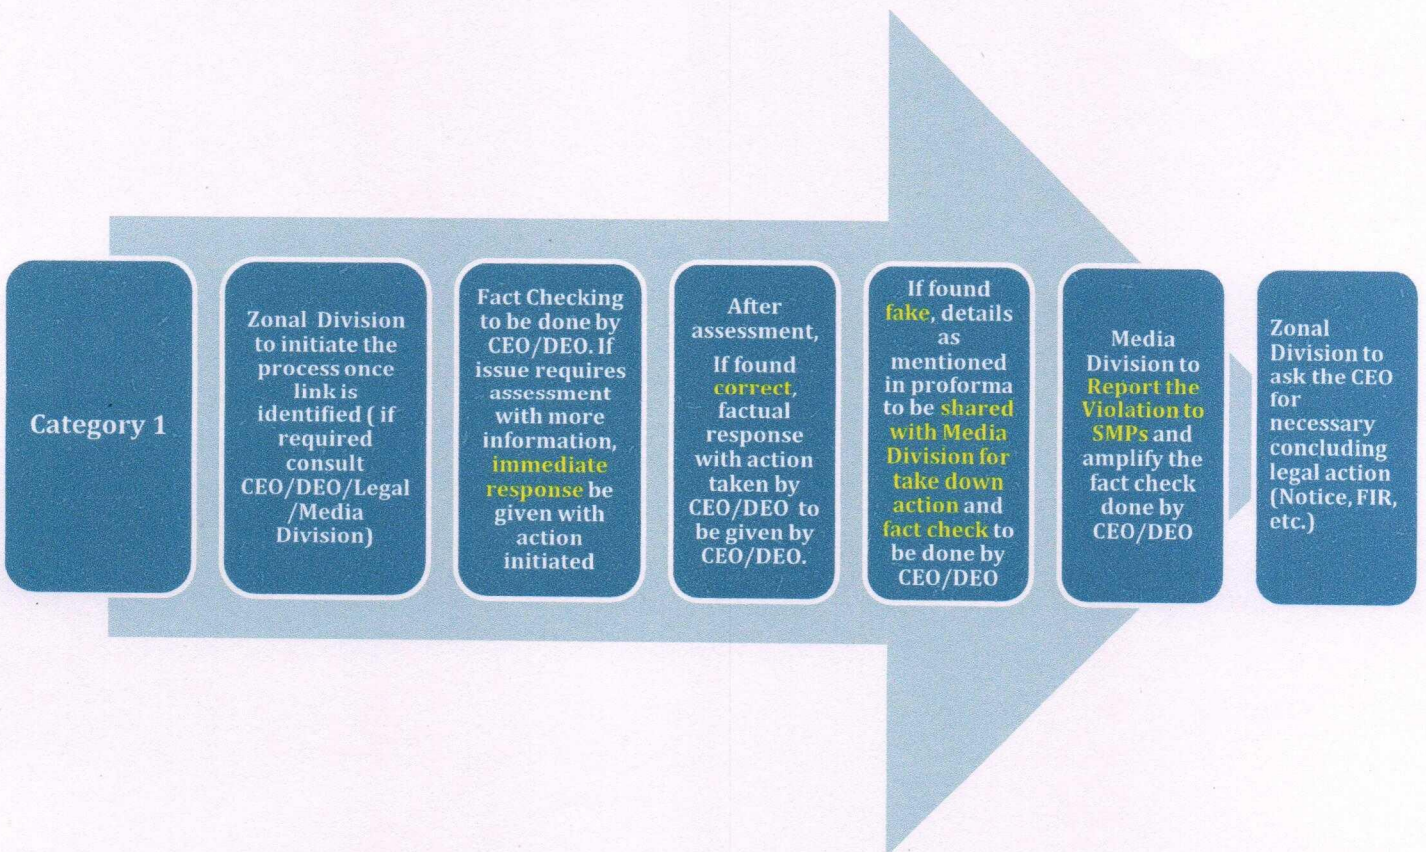 Category 1
Zonal Division
to initiate the
process once
link is
identified ( if
required
consult
CEO/DEO/Legal
/Media
Division)
Fact Checking
to be done by
CEO/DEO. If
issue requires
assessment
with more
information,
immediate
response be
given with
action
initiated
After
assessment,
If found
correct,
factual
response
with action
taken by
CEO/DEO to
be given by
CEO/DEO.
If found
fake, details
as
mentioned
in proforma
to be shared
with Media
Division for
take down
action and
fact check to
be done by
CEO/DEO
Media
Division to
Report the
Violation to
SMPs and
amplify the
fact check
done by
CEO/DEO
Zonal
Division to
ask the CEO
for
necessary
concluding
legal action
(Notice, FIR,
etc.)